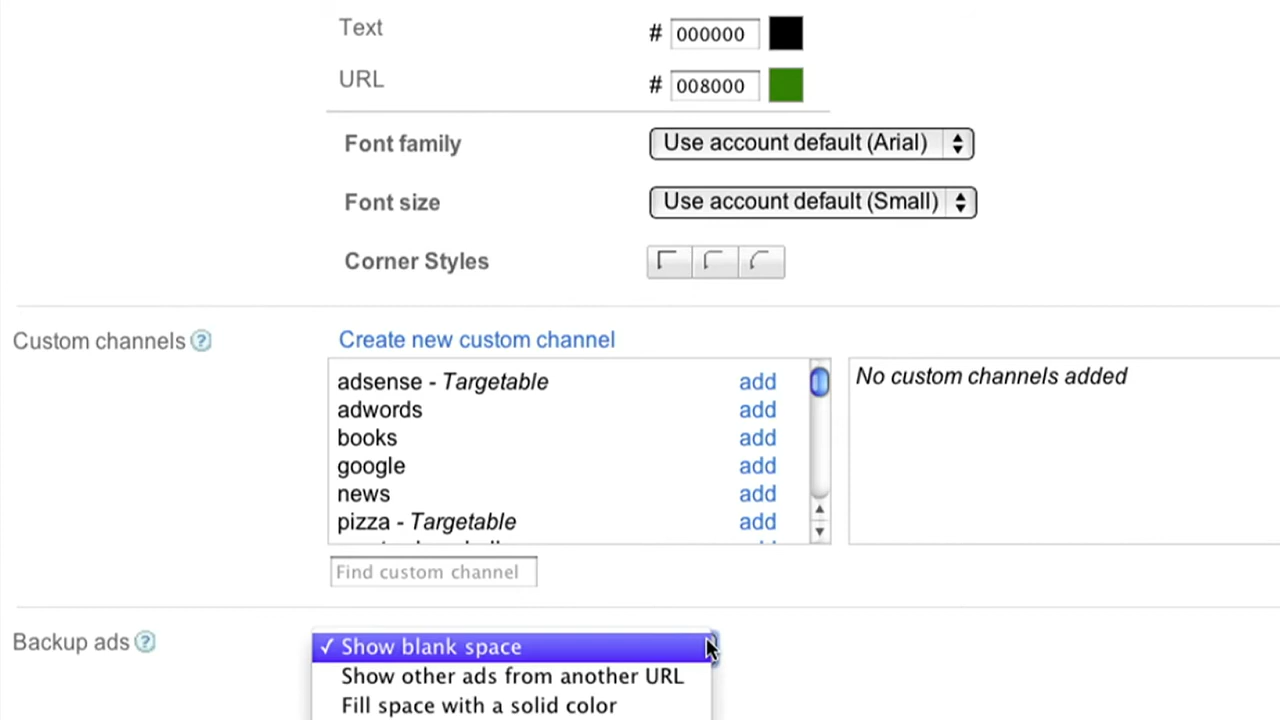 Text # 000000
URL # 008000
Font family Use account default (Arial)
Font size Use account default (Small)
Corner Styles
Custom channels ? Create new custom channel
adsense - Targetable add
No custom channels added
adwords add
books add
google add
news add
pizza - Targetable add
Find custom channel
Backup ads ? ✓ Show blank space
Show other ads from another URL
Fill space with a solid color